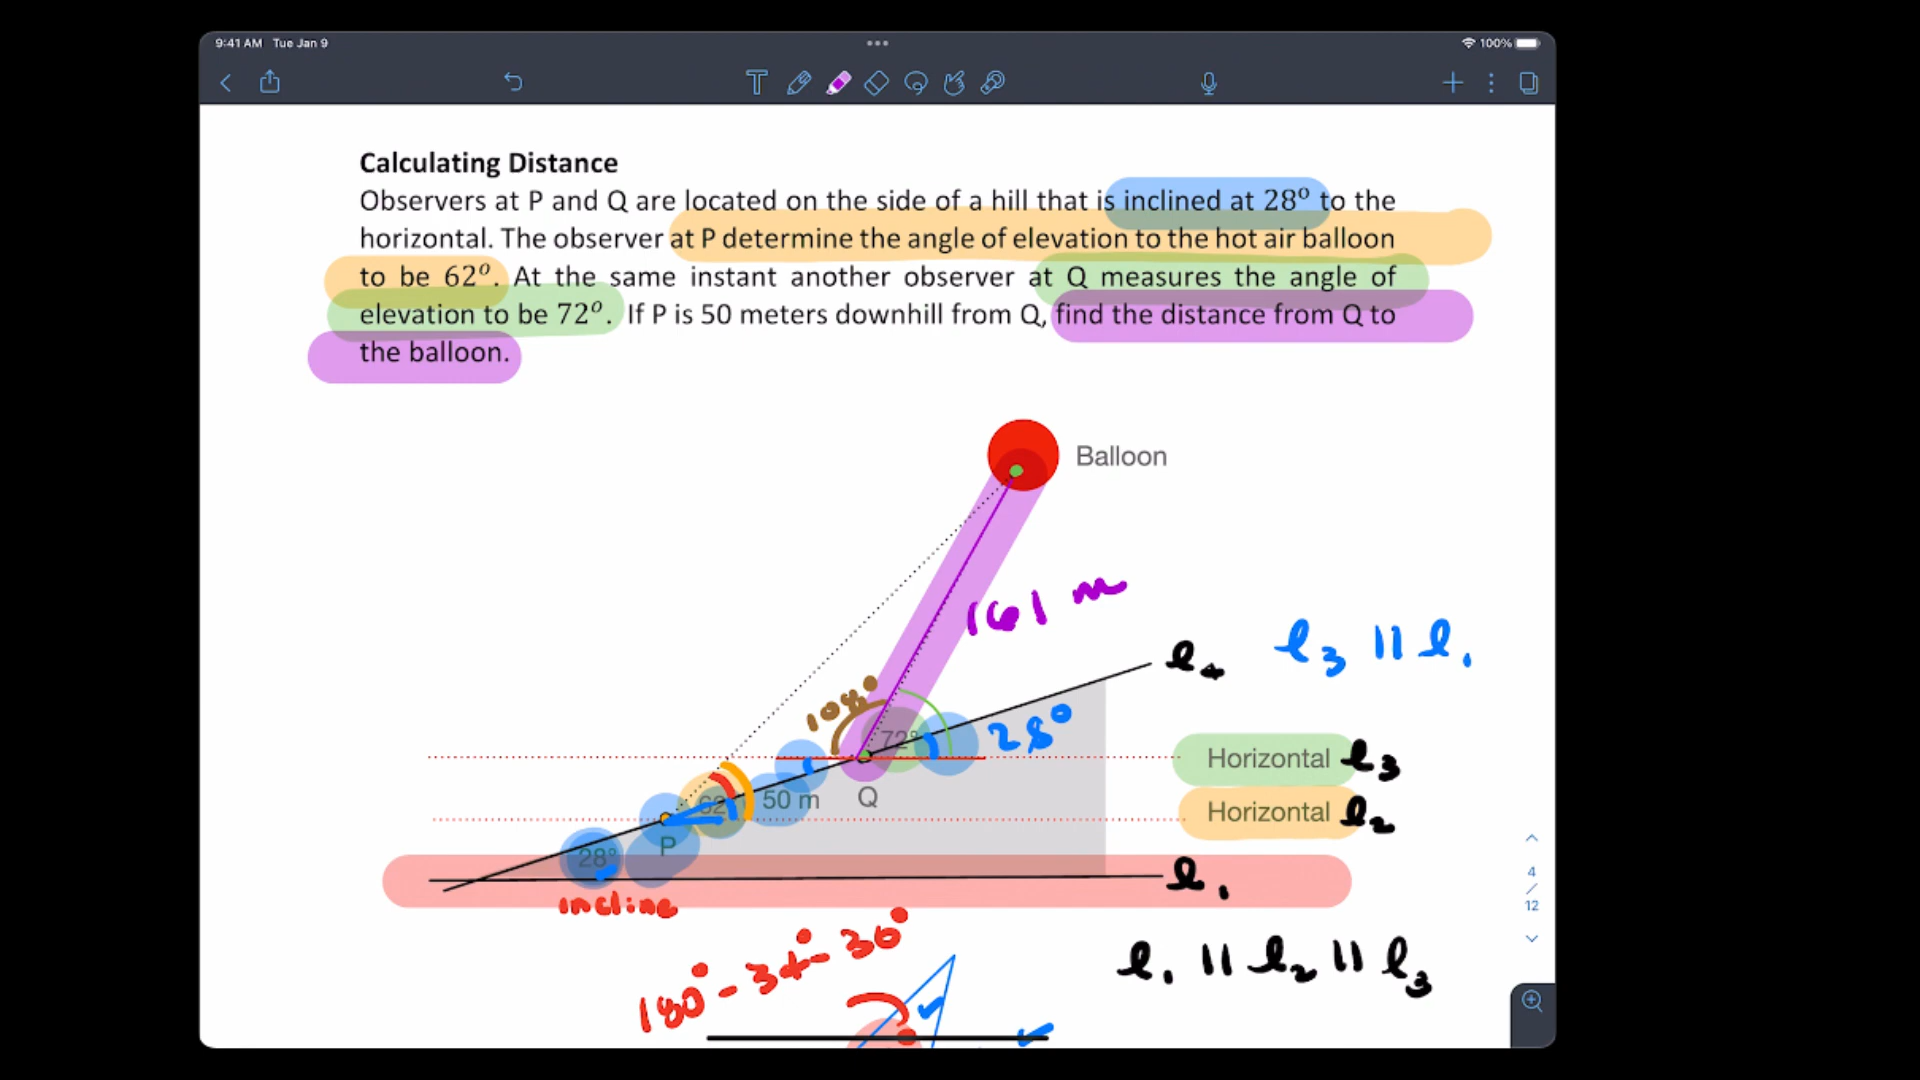 9:41 AM Tue Jan 9
100%
Calculating Distance
Observers at P and Q are located on the side of a hill that is inclined at 28º to the
horizontal. The observer at P determine the angle of elevation to the hot air balloon
to be 62º. At the same instant another observer at Q measures the angle of
elevation to be 72º. If P is 50 meters downhill from Q, find the distance from Q to
the balloon.
Balloon
161 m
ℓ4
ℓ3 || ℓ1
108°
72°
28°
Horizontal ℓ3
62
50 m
Q
Horizontal ℓ2
P
28°
ℓ1
incline
4
/
12
180° - 34° - 36°
ℓ1 || ℓ2 || ℓ3